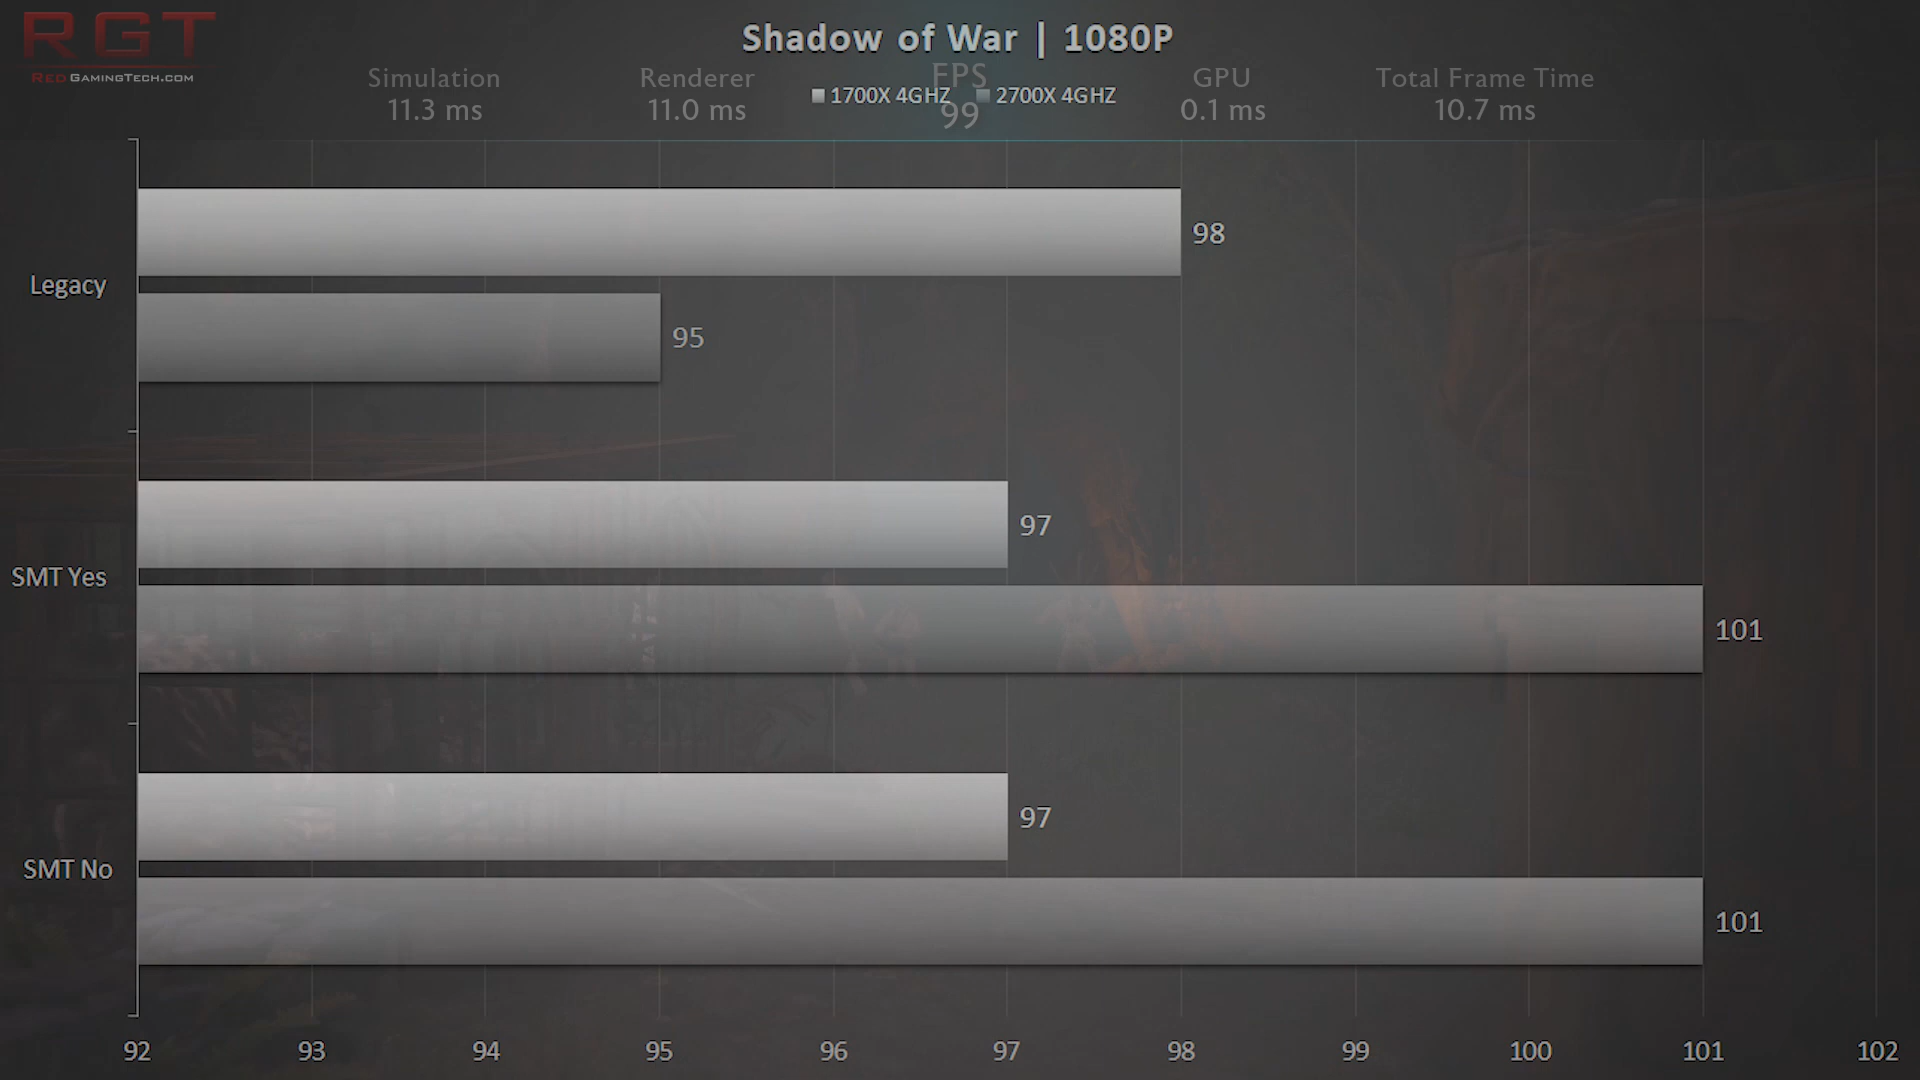 RGT
REDGAMINGTECH.COM
Shadow of War | 1080P
Simulation
11.3 ms
Renderer
11.0 ms
FPS
99
GPU
0.1 ms
Total Frame Time
10.7 ms
1700X 4GHZ
2700X 4GHZ
Legacy
98
95
SMT Yes
97
101
SMT No
97
101
92 93 94 95 96 97 98 99 100 101 102